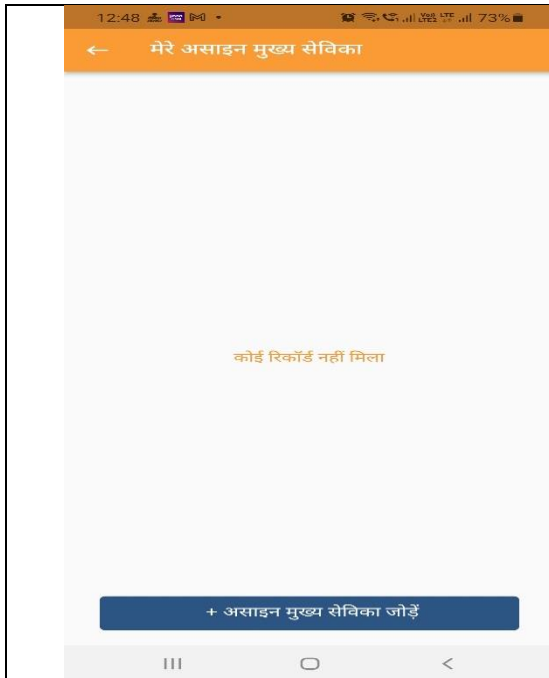 12:48 73%
← मेरे असाइन मुख्य सेविका
कोई रिकॉर्ड नहीं मिला
+ असाइन मुख्य सेविका जोड़ें